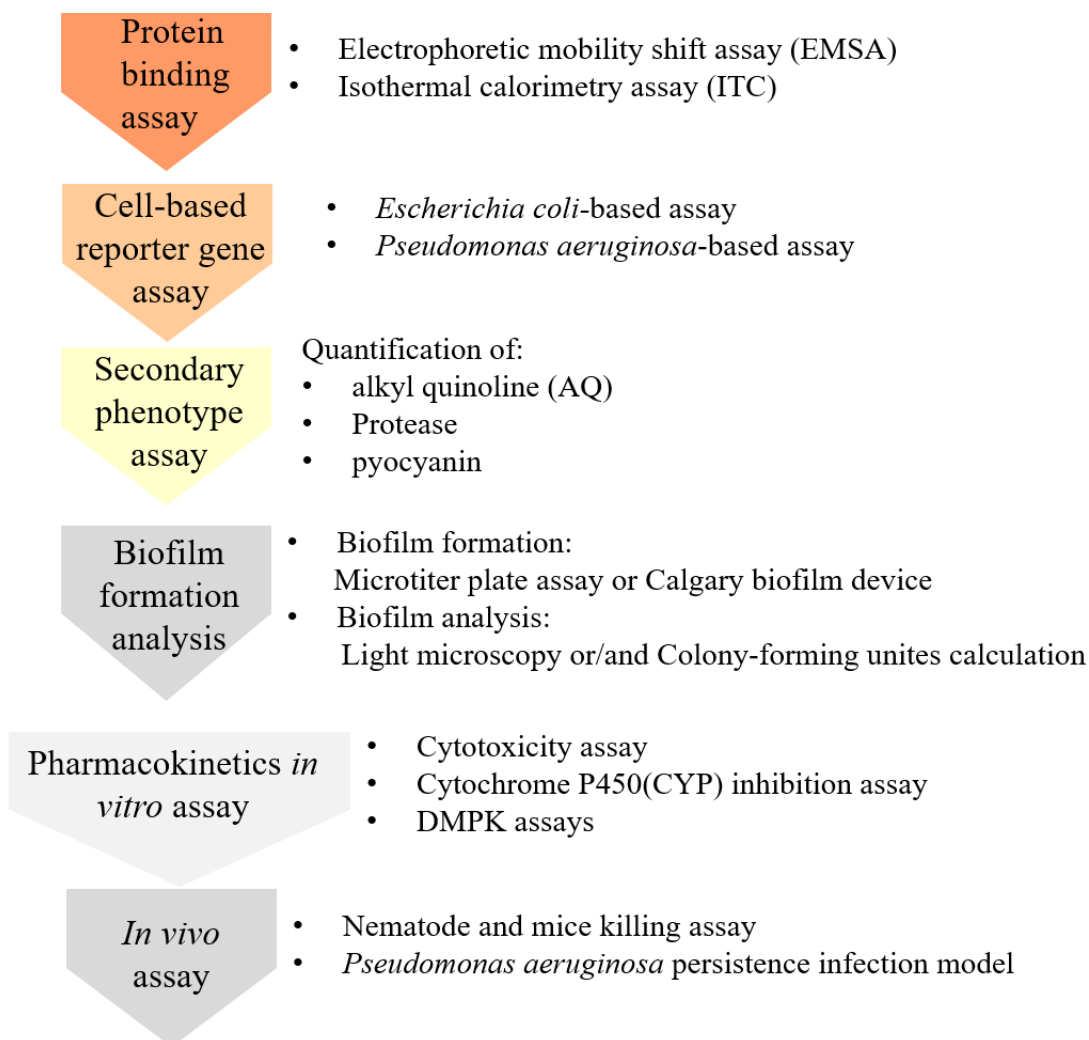 Protein
binding
assay
• Electrophoretic mobility shift assay (EMSA)
• Isothermal calorimetry assay (ITC)
Cell-based
reporter gene
assay
• Escherichia coli-based assay
• Pseudomonas aeruginosa-based assay
Secondary
phenotype
assay
Quantification of:
• alkyl quinoline (AQ)
• Protease
• pyocyanin
Biofilm
formation
analysis
• Biofilm formation:
Microtiter plate assay or Calgary biofilm device
• Biofilm analysis:
Light microscopy or/and Colony-forming unites calculation
Pharmacokinetics in
vitro assay
• Cytotoxicity assay
• Cytochrome P450(CYP) inhibition assay
• DMPK assays
In vivo
assay
• Nematode and mice killing assay
• Pseudomonas aeruginosa persistence infection model